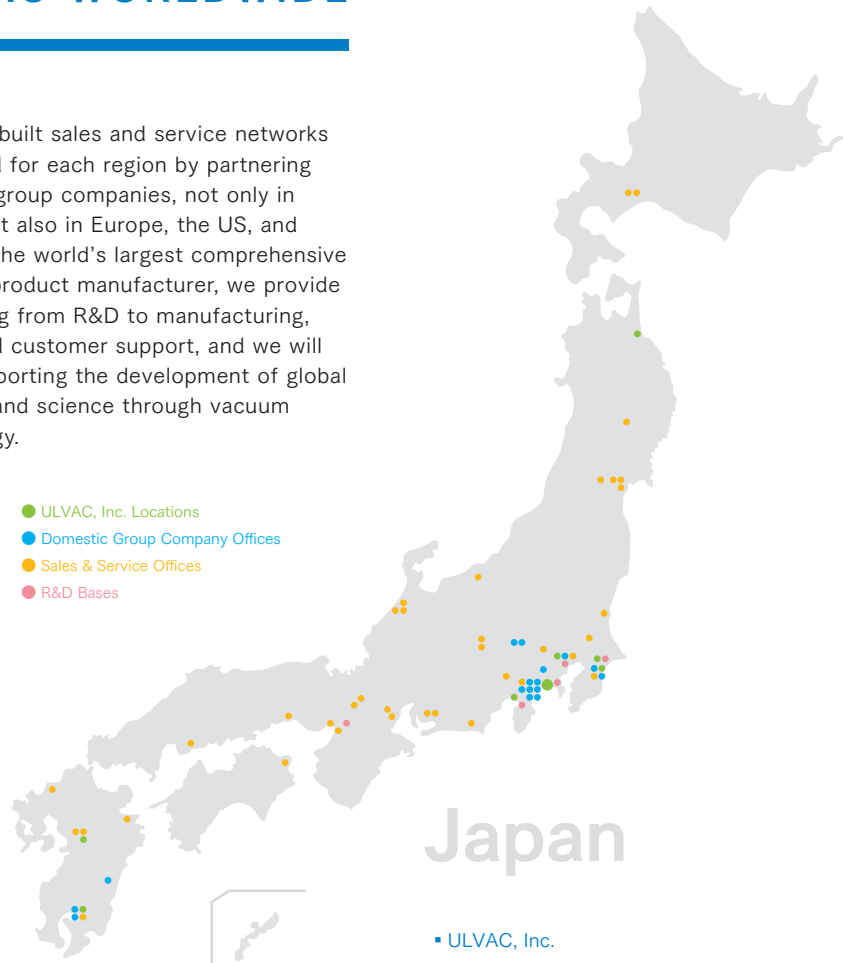 WORLDWIDE
built sales and service networks
for each region by partnering
group companies, not only in
also in Europe, the US, and
the world's largest comprehensive
product manufacturer, we provide
from R&D to manufacturing,
customer support, and we will
porting the development of global
and science through vacuum
gy.
ULVAC, Inc. Locations
Domestic Group Company Offices
Sales & Service Offices
R&D Bases
Japan
▪ ULVAC, Inc.